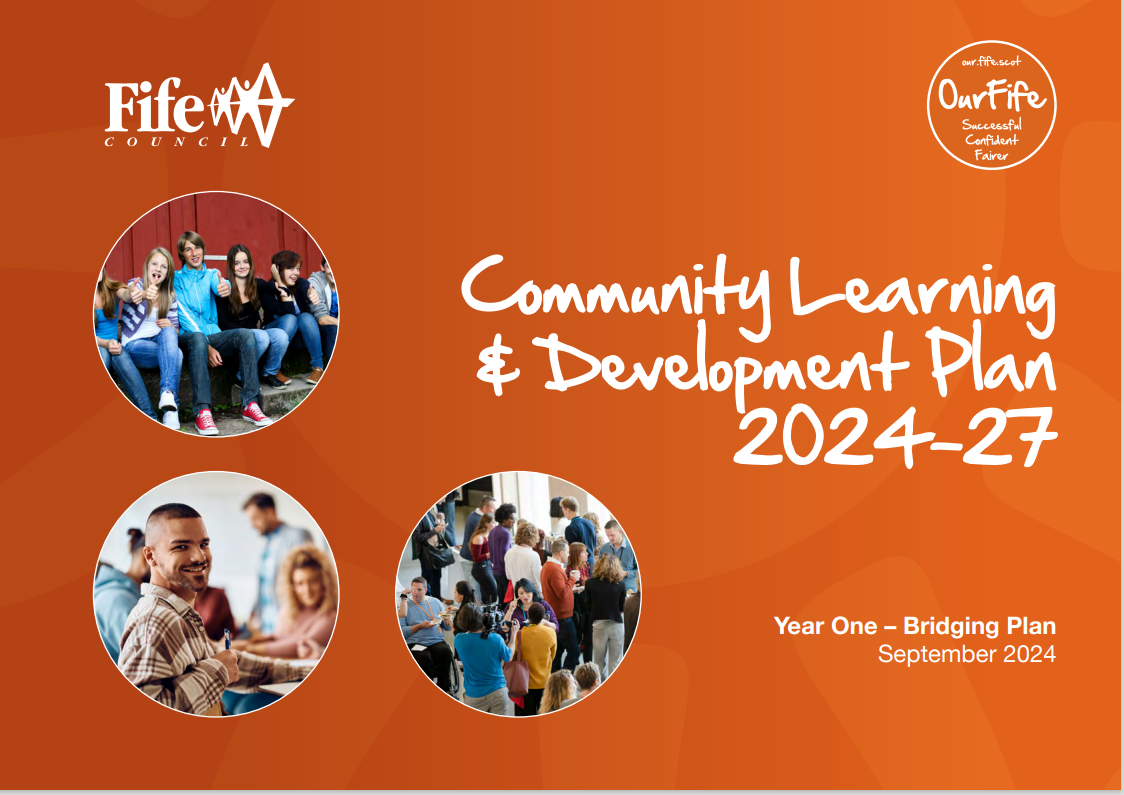 Fife
COUNCIL
our.fife.scot
OurFife
Successful
Confident
Fairer
Community Learning
& Development Plan
2024-27
Year One – Bridging Plan
September 2024